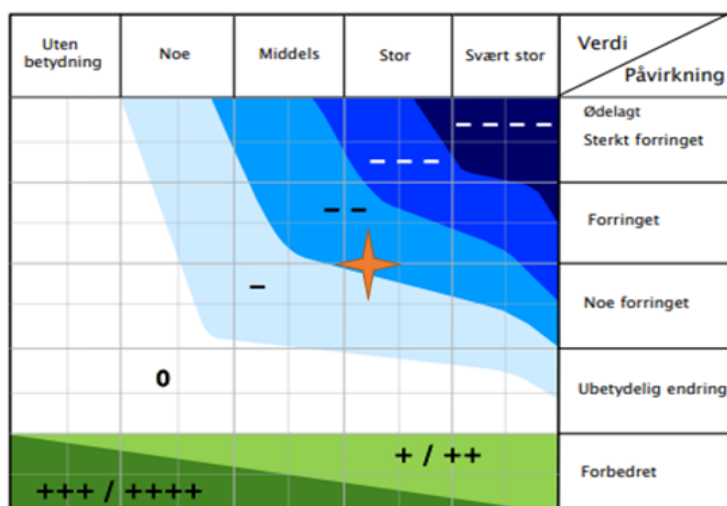 Uten
betydning
Noe
Middels
Stor
Svært stor
Verdi
Påvirkning
Ødelagt
Sterkt forringet
Forringet
Noe forringet
Ubetydelig endring
Forbedret
– – – –
– – –
– –
–
0
+ / ++
+++ / ++++